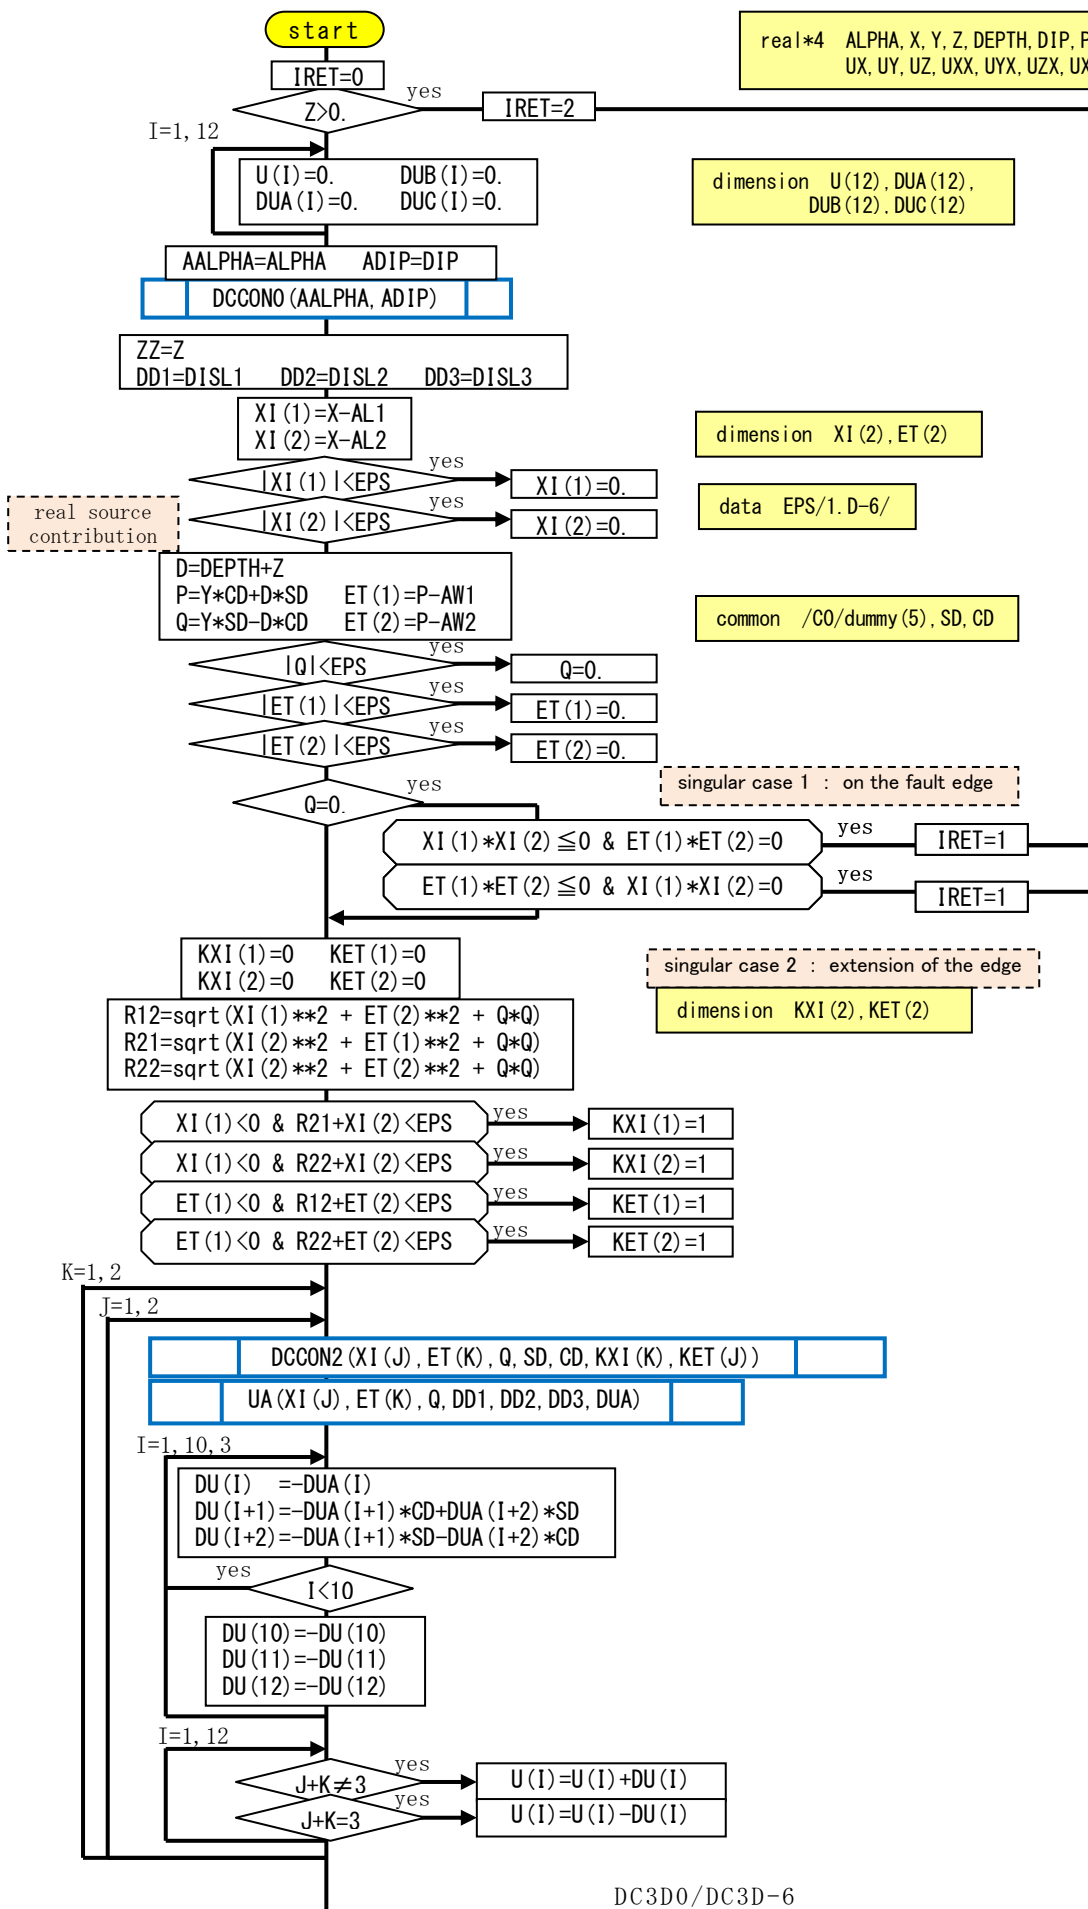 start
real*4 ALPHA,X,Y,Z,DEPTH,DIP,P
UX,UY,UZ,UXX,UYX,UZX,UX
IRET=0
yes
Z>0.
IRET=2
I=1,12
U(I)=0. DUB(I)=0.
DUA(I)=0. DUC(I)=0.
dimension U(12),DUA(12),
DUB(12),DUC(12)
AALPHA=ALPHA ADIP=DIP
DCCON0(AALPHA,ADIP)
ZZ=Z
DD1=DISL1 DD2=DISL2 DD3=DISL3
XI(1)=X-AL1
XI(2)=X-AL2
dimension XI(2),ET(2)
yes
|XI(1)|<EPS
XI(1)=0.
real source
contribution
yes
|XI(2)|<EPS
XI(2)=0.
data EPS/1.D-6/
D=DEPTH+Z
P=Y*CD+D*SD ET(1)=P-AW1
Q=Y*SD-D*CD ET(2)=P-AW2
common /C0/dummy(5),SD,CD
yes
|Q|<EPS
Q=0.
yes
|ET(1)|<EPS
ET(1)=0.
yes
|ET(2)|<EPS
ET(2)=0.
yes
Q=0.
singular case 1 : on the fault edge
XI(1)*XI(2)≦0 & ET(1)*ET(2)=0
yes
IRET=1
ET(1)*ET(2)≦0 & XI(1)*XI(2)=0
yes
IRET=1
KXI(1)=0 KET(1)=0
KXI(2)=0 KET(2)=0
singular case 2 : extension of the edge
dimension KXI(2),KET(2)
R12=sqrt(XI(1)**2 + ET(2)**2 + Q*Q)
R21=sqrt(XI(2)**2 + ET(1)**2 + Q*Q)
R22=sqrt(XI(2)**2 + ET(2)**2 + Q*Q)
XI(1)<0 & R21+XI(2)<EPS
yes
KXI(1)=1
XI(1)<0 & R22+XI(2)<EPS
yes
KXI(2)=1
ET(1)<0 & R12+ET(2)<EPS
yes
KET(1)=1
ET(1)<0 & R22+ET(2)<EPS
yes
KET(2)=1
K=1,2
J=1,2
DCCON2(XI(J),ET(K),Q,SD,CD,KXI(K),KET(J))
UA(XI(J),ET(K),Q,DD1,DD2,DD3,DUA)
I=1,10,3
DU(I) =-DUA(I)
DU(I+1)=-DUA(I+1)*CD+DUA(I+2)*SD
DU(I+2)=-DUA(I+1)*SD-DUA(I+2)*CD
yes
I<10
DU(10)=-DU(10)
DU(11)=-DU(11)
DU(12)=-DU(12)
I=1,12
yes
J+K≠3
U(I)=U(I)+DU(I)
yes
J+K=3
U(I)=U(I)-DU(I)
DC3D0/DC3D-6